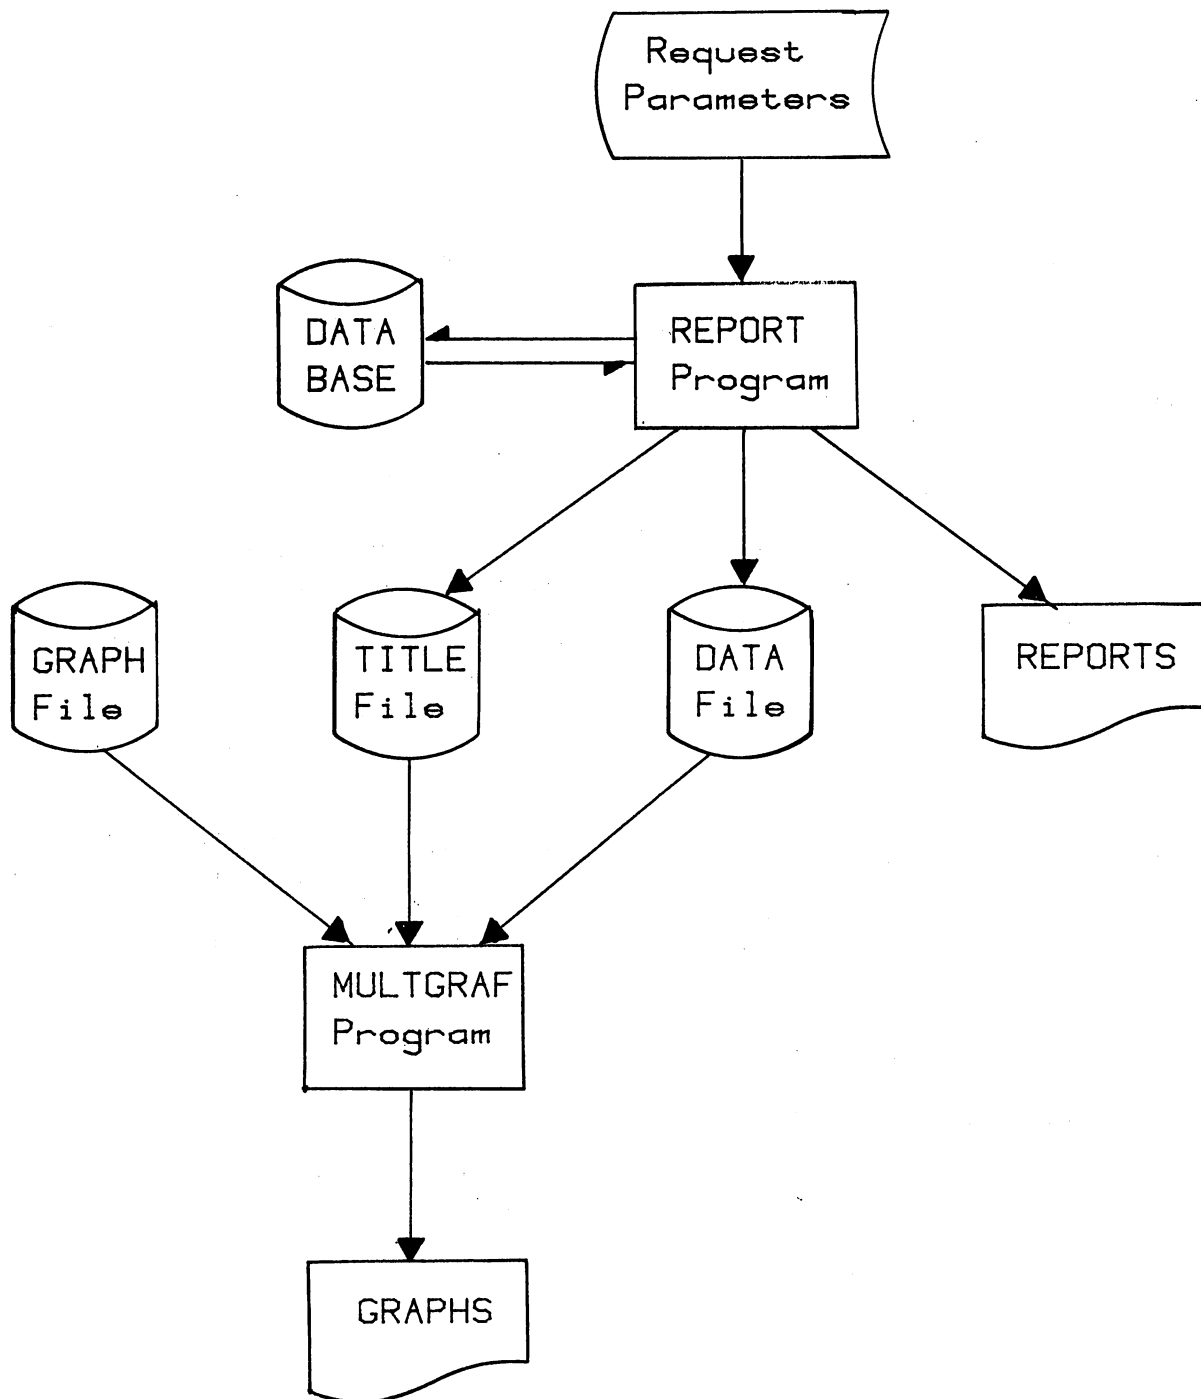 Request
Parameters
DATA
BASE
REPORT
Program
GRAPH
File
TITLE
File
DATA
File
REPORTS
MULTGRAF
Program
GRAPHS